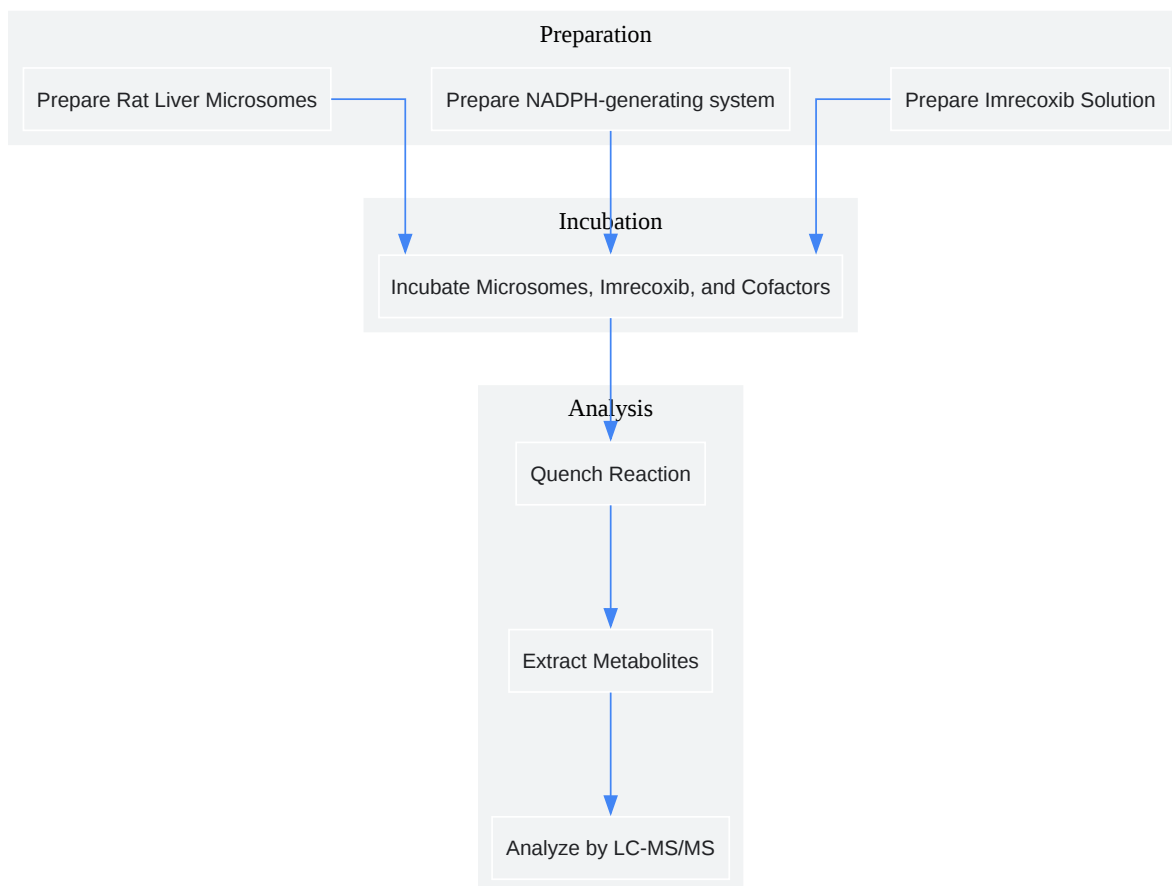 Preparation
Prepare Rat Liver Microsomes
Prepare NADPH-generating system
Prepare Imrecoxib Solution
Incubation
Incubate Microsomes, Imrecoxib, and Cofactors
Analysis
Quench Reaction
Extract Metabolites
Analyze by LC-MS/MS